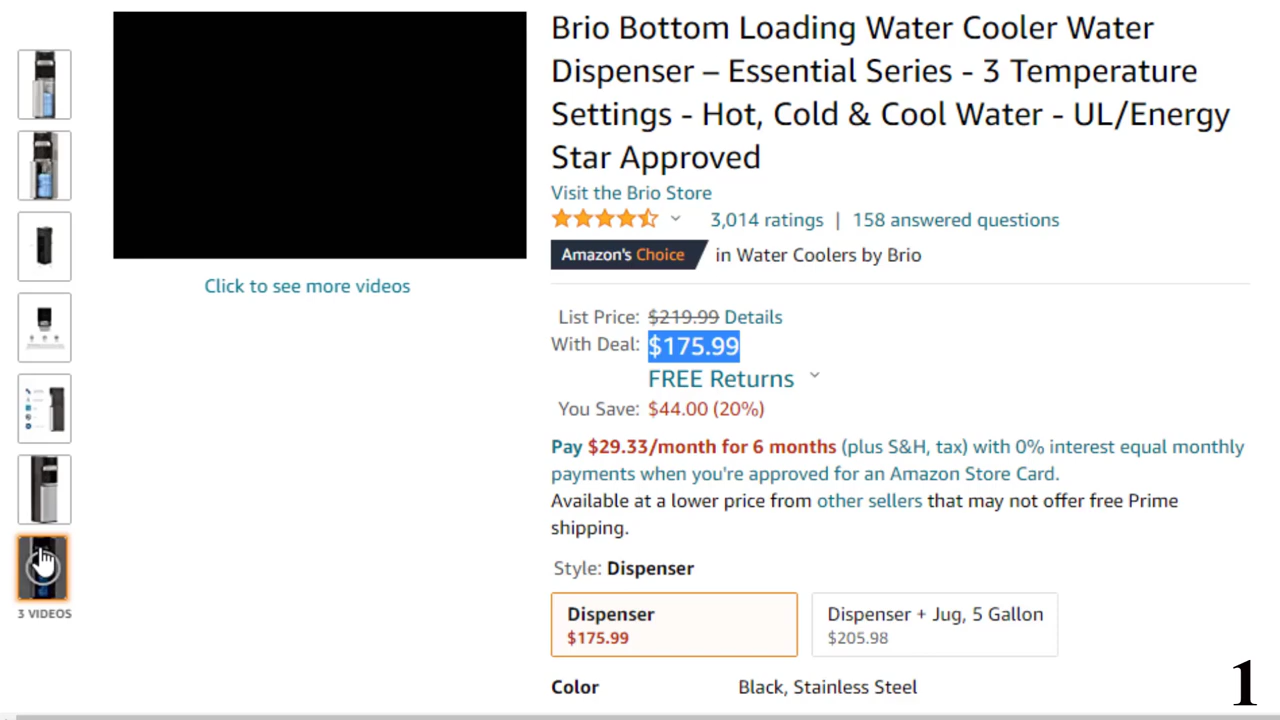 Brio Bottom Loading Water Cooler Water
Dispenser – Essential Series - 3 Temperature
Settings - Hot, Cold & Cool Water - UL/Energy
Star Approved
Visit the Brio Store
3,014 ratings | 158 answered questions
Amazon's Choice in Water Coolers by Brio
Click to see more videos
List Price: $219.99 Details
With Deal: $175.99
FREE Returns
You Save: $44.00 (20%)
Pay $29.33/month for 6 months (plus S&H, tax) with 0% interest equal monthly
payments when you're approved for an Amazon Store Card.
Available at a lower price from other sellers that may not offer free Prime
shipping.
Style: Dispenser
Dispenser
$175.99
Dispenser + Jug, 5 Gallon
$205.98
3 VIDEOS
Color Black, Stainless Steel
1